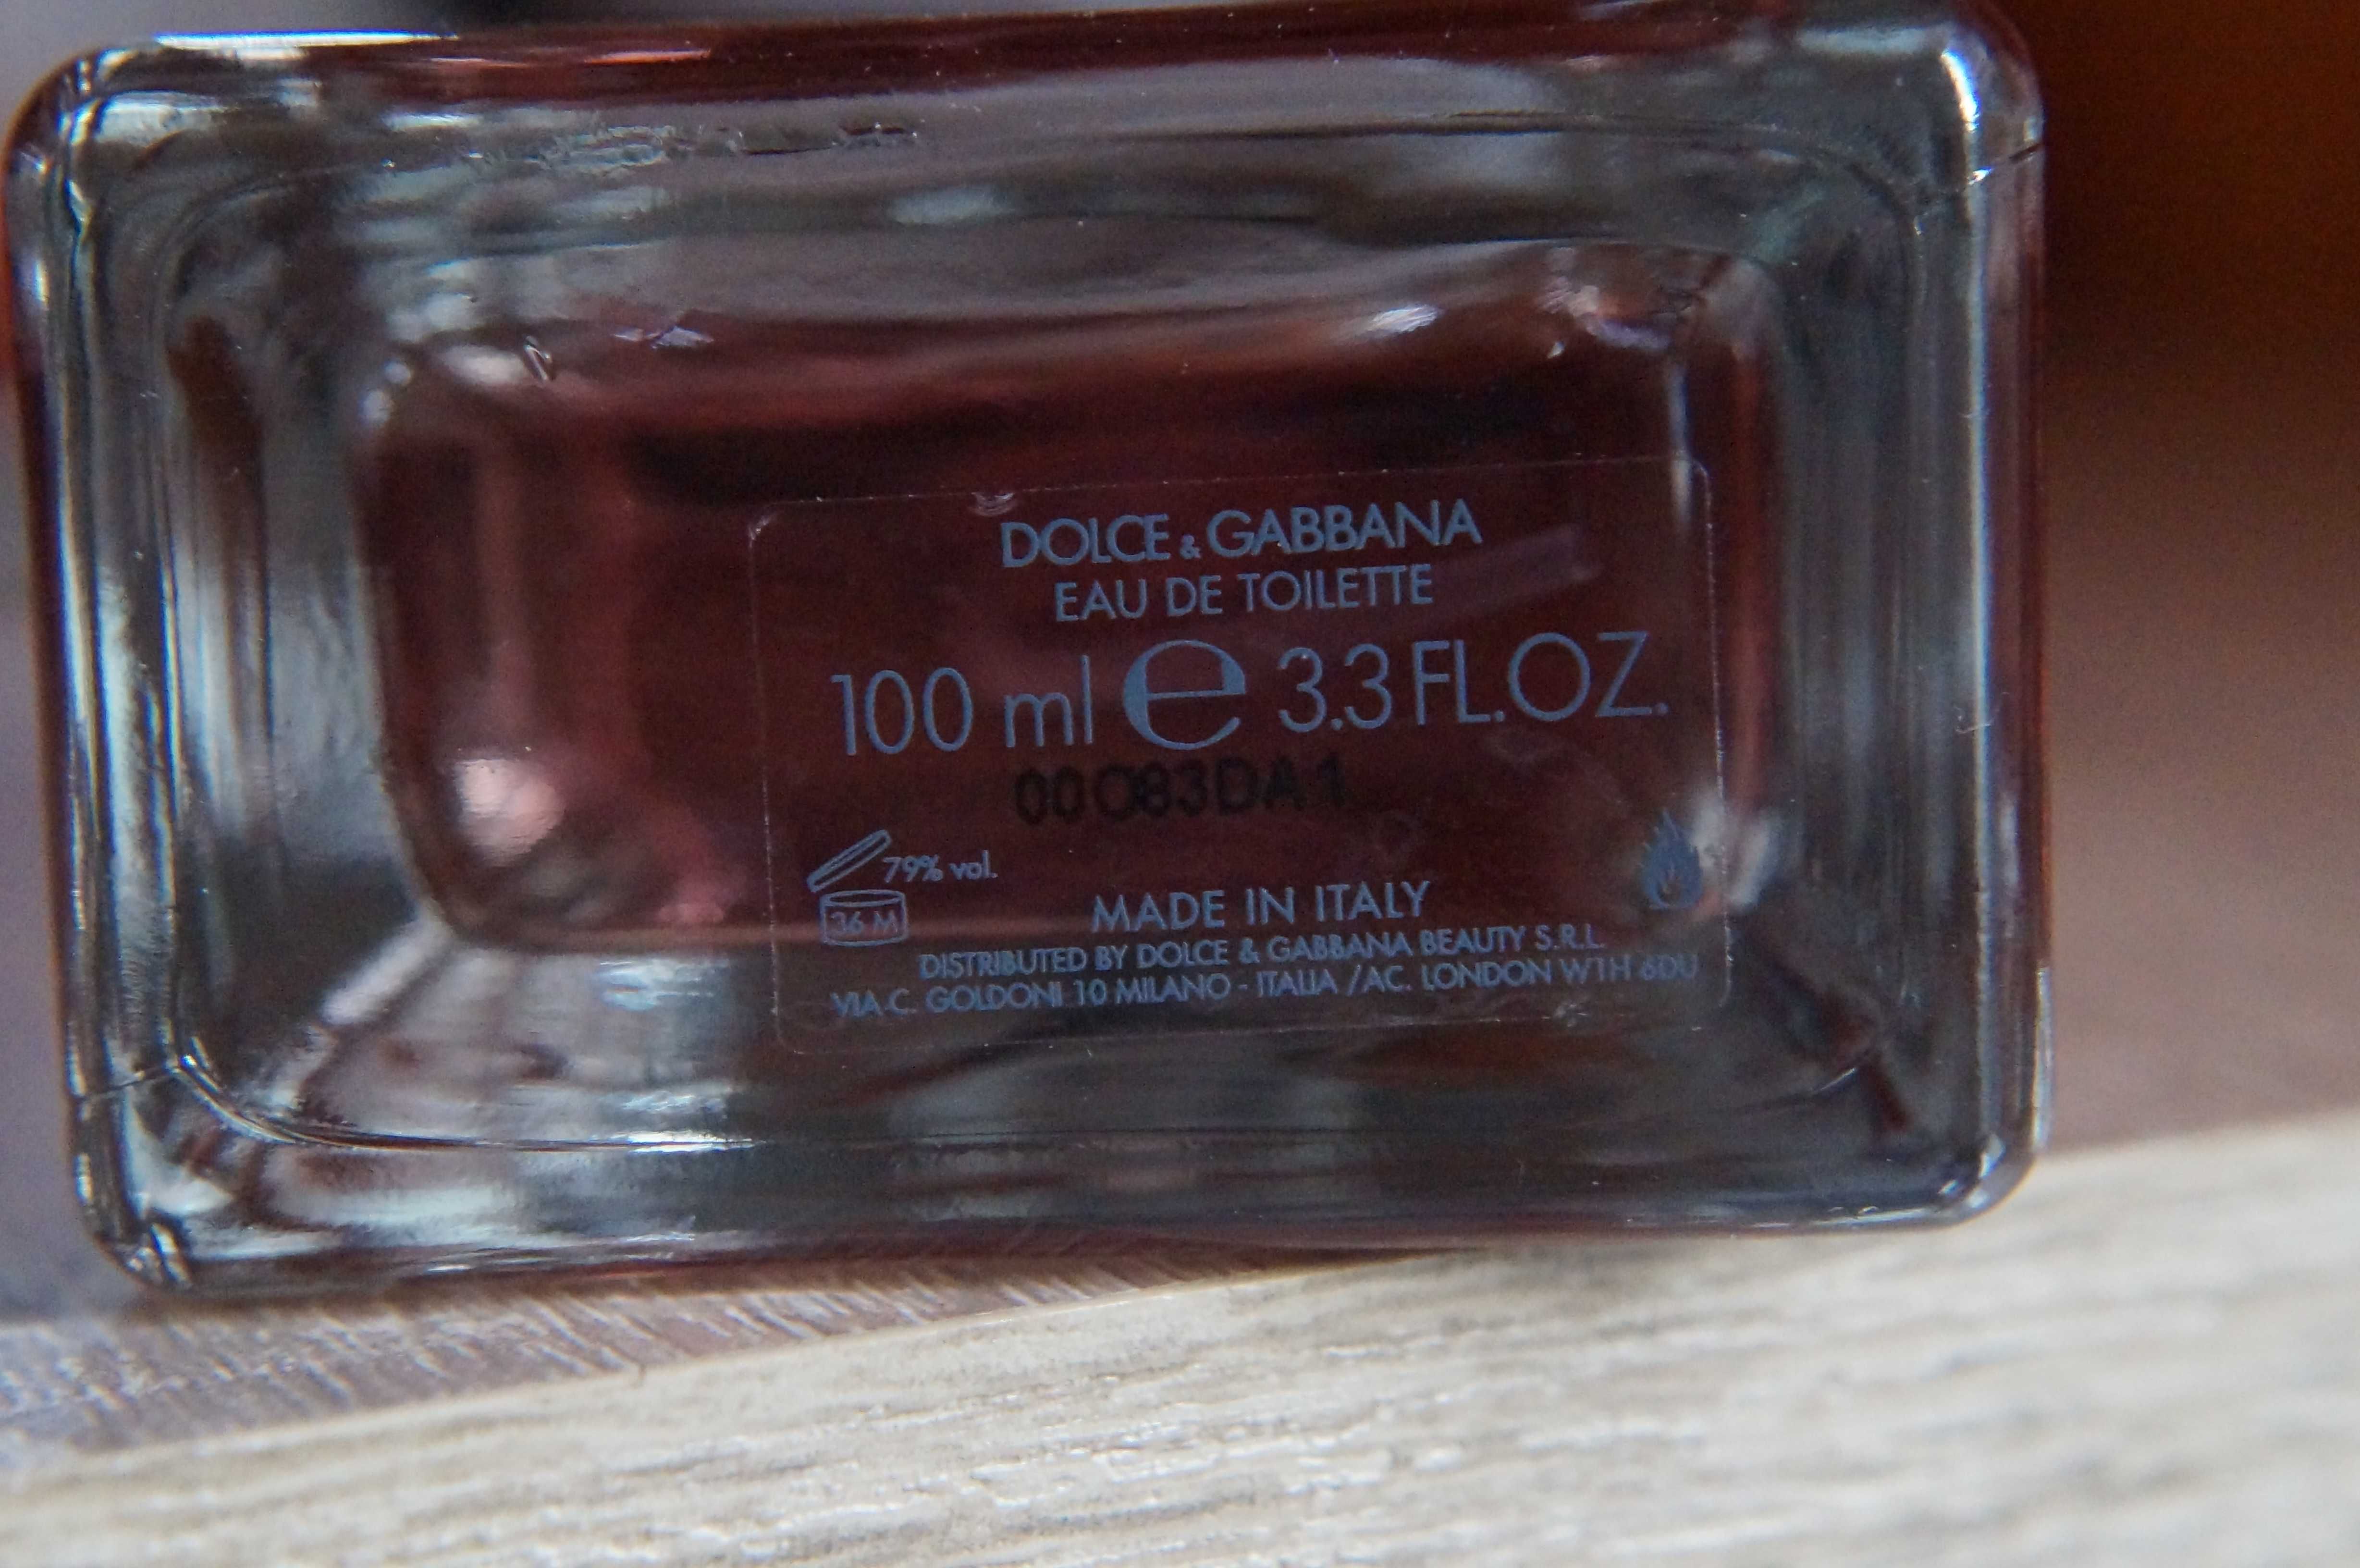 DOLCE & GABBANA
EAU DE TOILETTE
100 ml e 3.3 FL.OZ.
00083DA1
79% vol.
36 M
MADE IN ITALY
DISTRIBUTED BY DOLCE & GABBANA BEAUTY S.R.L.
VIA C. GOLDONI 10 MILANO - ITALIA /AC. LONDON W1H 6DU